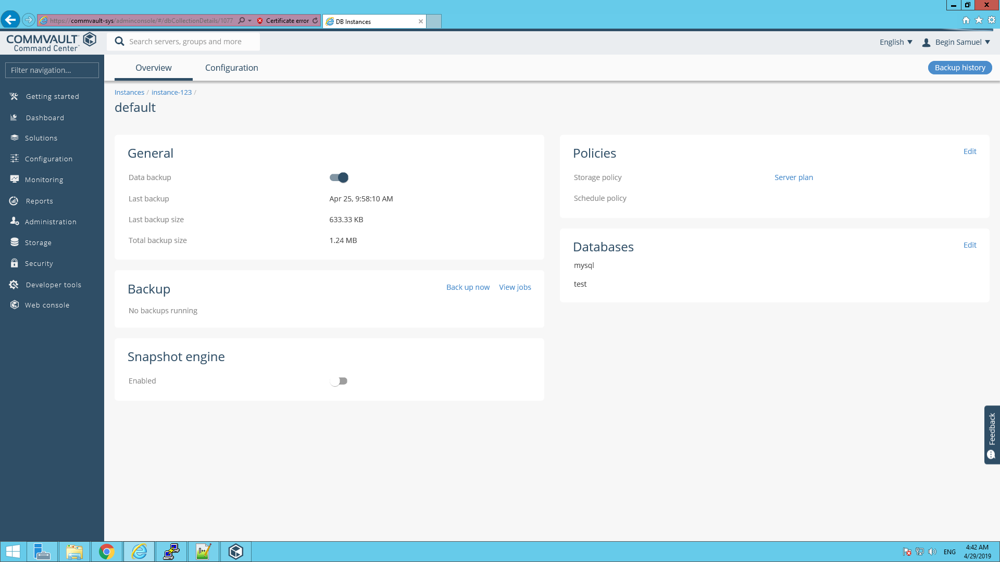 https://commvault-sys/adminconsole/#/dbCollectionDetails/1077
Certificate error
DB Instances
COMMVAULT
Command Center
Search servers, groups and more
English
Begin Samuel
Filter navigation...
Overview
Configuration
Backup history
Getting started
Dashboard
Solutions
Configuration
Monitoring
Reports
Administration
Storage
Security
Developer tools
Web console
Instances / instance-123 /
default
General
Data backup
Last backup
Apr 25, 9:58:10 AM
Last backup size
633.33 KB
Total backup size
1.24 MB
Backup
Back up now
View jobs
No backups running
Snapshot engine
Enabled
Policies
Edit
Storage policy
Server plan
Schedule policy
Databases
Edit
mysql
test
Feedback
ENG
4:42 AM
4/29/2019